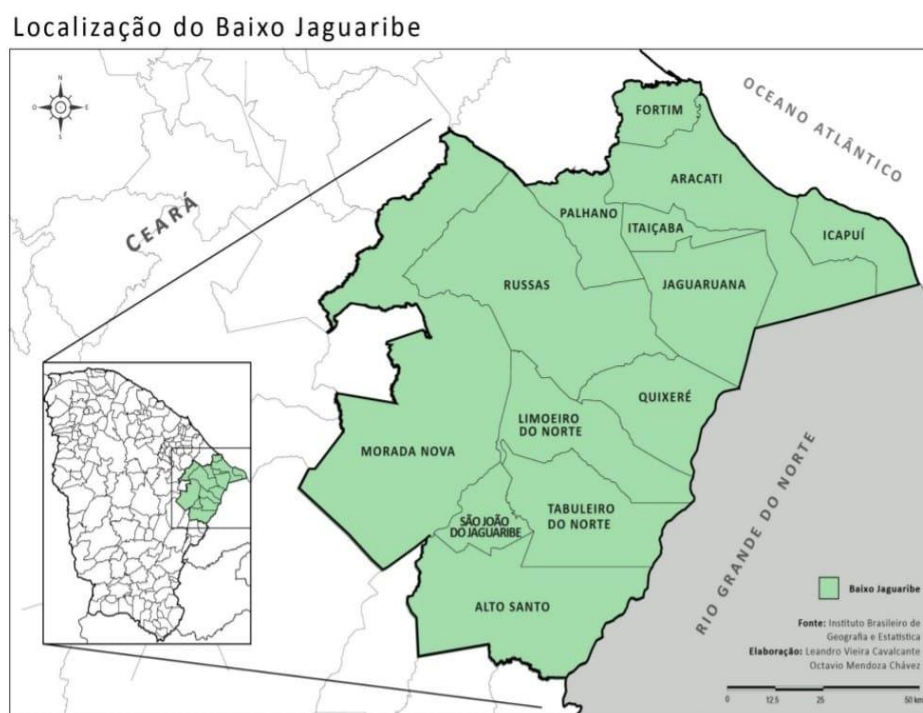 Localização do Baixo Jaguaribe
N
O
E
S
CEARÁ
OCEANO ATLÂNTICO
FORTIM
ARACATI
PALHANO
ITAIÇABA
ICAPUÍ
RUSSAS
JAGUARUANA
QUIXERÉ
LIMOEIRO
DO NORTE
MORADA NOVA
TABULEIRO
DO NORTE
SÃO JOÃO
DO JAGUARIBE
ALTO SANTO
RIO GRANDE DO NORTE
Baixo Jaguaribe
Fonte: Instituto Brasileiro de
Geografia e Estatística
Elaboração: Leandro Vieira Cavalcante
Octavio Mendoza Chávez
0 12,5 25 50 km